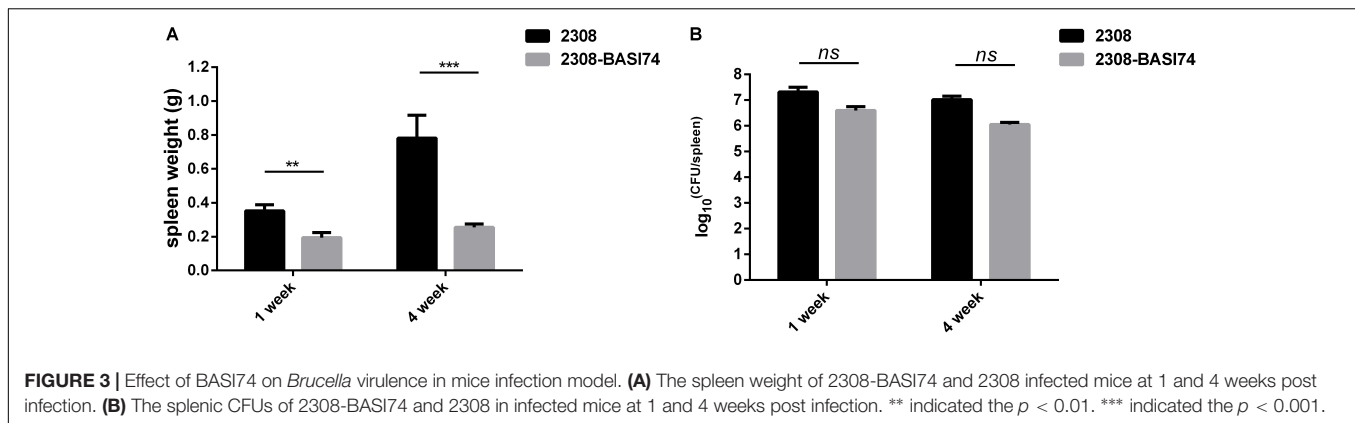 A
2308
2308-BASI74
1.2
1.0
0.8
0.6
0.4
0.2
0.0
spleen weight (g)
**
***
1 week
4 week
B
2308
2308-BASI74
8
7
6
5
4
3
2
1
0
log10(CFU/spleen)
ns
ns
1 week
4 week
FIGURE 3 | Effect of BASI74 on Brucella virulence in mice infection model. (A) The spleen weight of 2308-BASI74 and 2308 infected mice at 1 and 4 weeks post
infection. (B) The splenic CFUs of 2308-BASI74 and 2308 in infected mice at 1 and 4 weeks post infection. ** indicated the p < 0.01. *** indicated the p < 0.001.